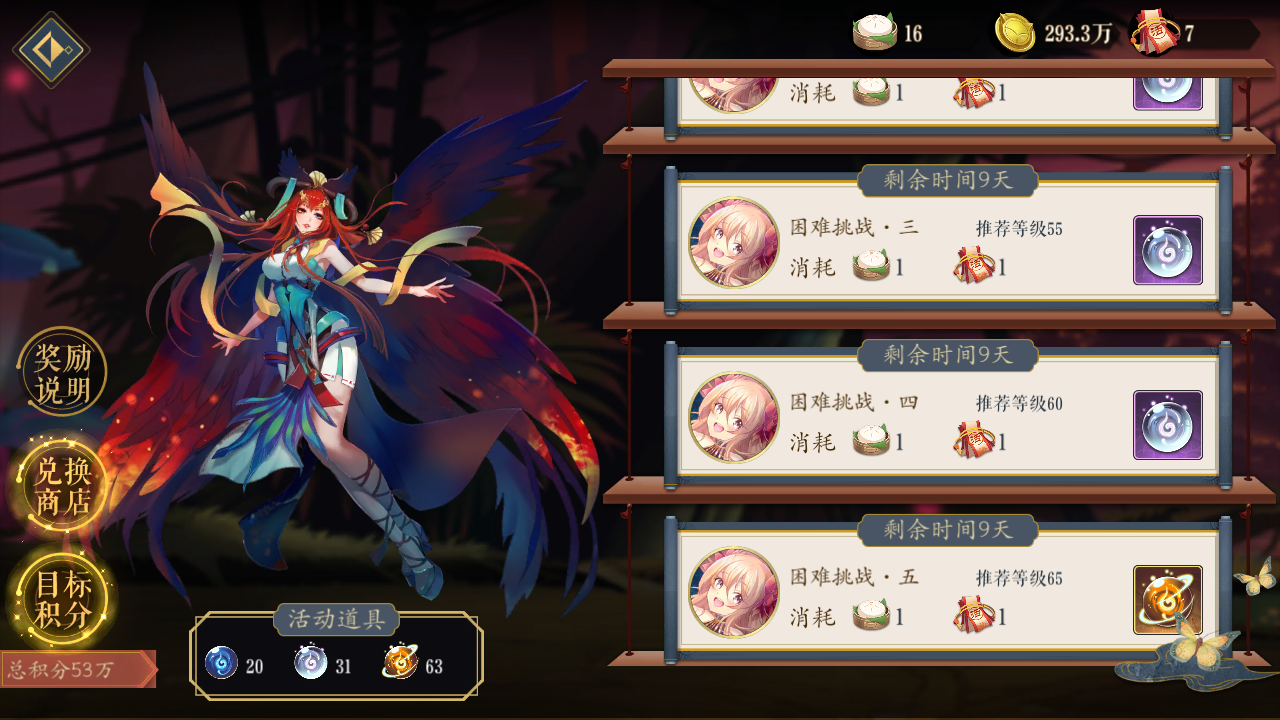 16
293.3万
7
消耗 1 1
剩余时间9天
困难挑战·三 推荐等级55
消耗 1 1
剩余时间9天
困难挑战·四 推荐等级60
消耗 1 1
剩余时间9天
困难挑战·五 推荐等级65
消耗 1 1
奖励
说明
兑换
商店
目标
积分
总积分53万
活动道具
20
31
63